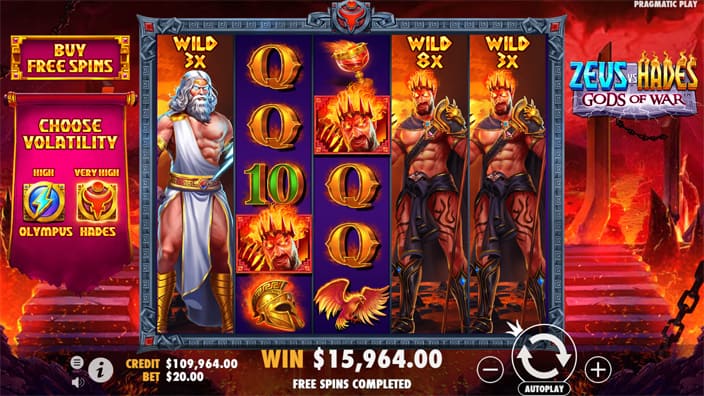 PRAGMATIC PLAY
BUY
FREE SPINS
CHOOSE
VOLATILITY
HIGH
VERY HIGH
OLYMPUS
HADES
WILD
3X
WILD
8X
WILD
3X
Q
Q
10
Q
Q
ZEUS VS HADES
GODS OF WAR
i
CREDIT $109,964.00
BET $20.00
WIN $15,964.00
FREE SPINS COMPLETED
AUTOPLAY